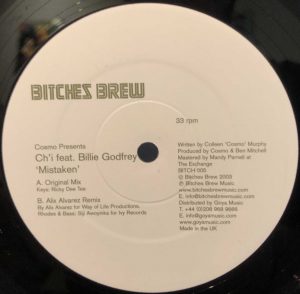 BITCHES BREW
Cosmo Presents
Ch'i feat. Billie Godfrey
'Mistaken'
A. Original Mix
Keys: Ricky Dee Tee
B. Alix Alvarez Remix
By Alix Alvarez for Way of Life Productions.
Rhodes & Bass: Siji Awoyinka for Ivy Records
33 rpm
Written by Colleen 'Cosmo' Murphy
Produced by Cosmo & Ben Mitchell
Mastered by Mandy Parnell at
The Exchange
BITCH 005
Ⓟ Bitches Brew 2003
© Bitches Brew Music
www.bitchesbrewmusic.com
E: info@bitchesbrewmusic.com
Distributed by Goya Music
T. +44 (0)208 968 9666
E: info@goyamusic.com
www.goyamusic.com
Made in the UK